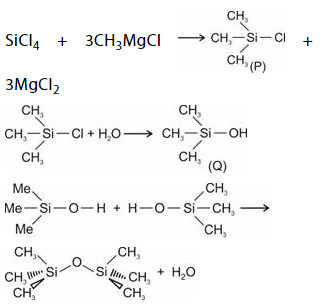 CH₃
SiCl₄ + 3CH₃MgCl ⟶ CH₃—Si—Cl +
CH₃ (P)
3MgCl₂
CH₃ CH₃
CH₃—Si—Cl + H₂O ⟶ CH₃—Si—OH
CH₃ CH₃
(Q)
Me CH₃
Me—Si—O—H + H—O—Si—CH₃ ⟶
Me CH₃
CH₃ O CH₃
CH₃ Si Si CH₃ + H₂O
CH₃ CH₃